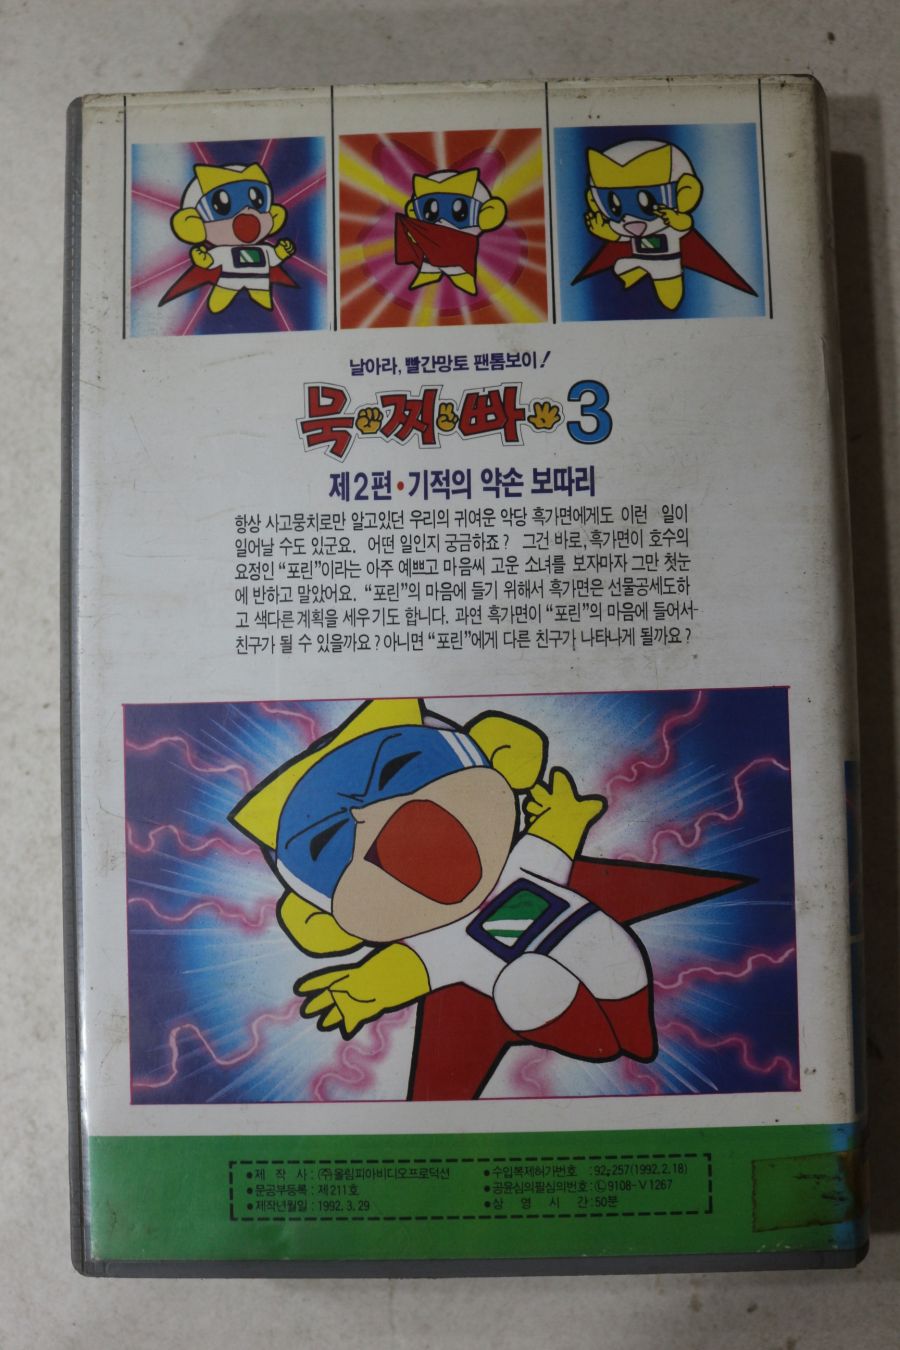 날아라, 빨간망토 팬톰보이!
묵•찌•빠•3
제2편•기적의 약손 보따리
항상 사고뭉치로만 알고있던 우리의 귀여운 악당 흑가면에게도 이런 일이
일어날 수도 있군요. 어떤 일인지 궁금하죠? 그건 바로, 흑가면이 호수의
요정인 “포린”이라는 아주 예쁘고 마음씨 고운 소녀를 보자마자 그만 첫눈
에 반하고 말았어요. “포린”의 마음에 들기 위해서 흑가면은 선물공세도하
고 색다른 계획을 세우기도 합니다. 과연 흑가면이 “포린”의 마음에 들어서
친구가 될 수 있을까요? 아니면 “포린”에게 다른 친구가 나타나게 될까요?
•제 작 사 : (주)올림피아비디오프로덕션
•문공부등록 : 제211호
•제작년월일 : 1992. 3. 29
•수입복제허가번호 : 92-257(1992.2.18)
•공윤심의필심의번호 : Ⓛ9108-V1267
•상 영 시 간 : 50분